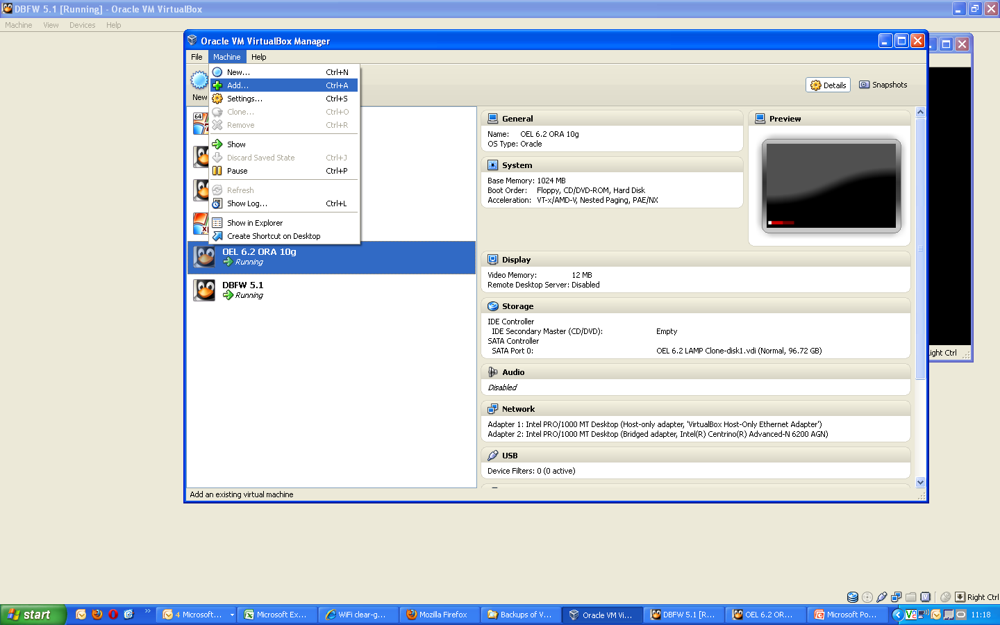 DBFW 5.1 [Running] - Oracle VM VirtualBox
Machine View Devices Help
Oracle VM VirtualBox Manager
File Machine Help
New
New... Ctrl+N
Add... Ctrl+A
Settings... Ctrl+S
Clone... Ctrl+O
Remove Ctrl+R
Show
Discard Saved State Ctrl+J
Pause Ctrl+P
Refresh
Show Log... Ctrl+L
Show in Explorer
Create Shortcut on Desktop
64
OEL 6.2 ORA 10g
Running
DBFW 5.1
Running
Details Snapshots
General
Name: OEL 6.2 ORA 10g
OS Type: Oracle
Preview
System
Base Memory: 1024 MB
Boot Order: Floppy, CD/DVD-ROM, Hard Disk
Acceleration: VT-x/AMD-V, Nested Paging, PAE/NX
Display
Video Memory: 12 MB
Remote Desktop Server: Disabled
Storage
IDE Controller
IDE Secondary Master (CD/DVD): Empty
SATA Controller
SATA Port 0: OEL 6.2 LAMP Clone-disk1.vdi (Normal, 96.72 GB)
Audio
Disabled
Network
Adapter 1: Intel PRO/1000 MT Desktop (Host-only adapter, 'VirtualBox Host-Only Ethernet Adapter')
Adapter 2: Intel PRO/1000 MT Desktop (Bridged adapter, Intel(R) Centrino(R) Advanced-N 6200 AGN)
USB
Device Filters: 0 (0 active)
Add an existing virtual machine
ight Ctrl
Right Ctrl
start
4 Microsoft...
Microsoft Ex...
WiFi clear-g...
Mozilla Firefox
Backups of V...
Oracle VM Vi...
DBFW 5.1 [R...
OEL 6.2 OR...
Microsoft Po...
11:18